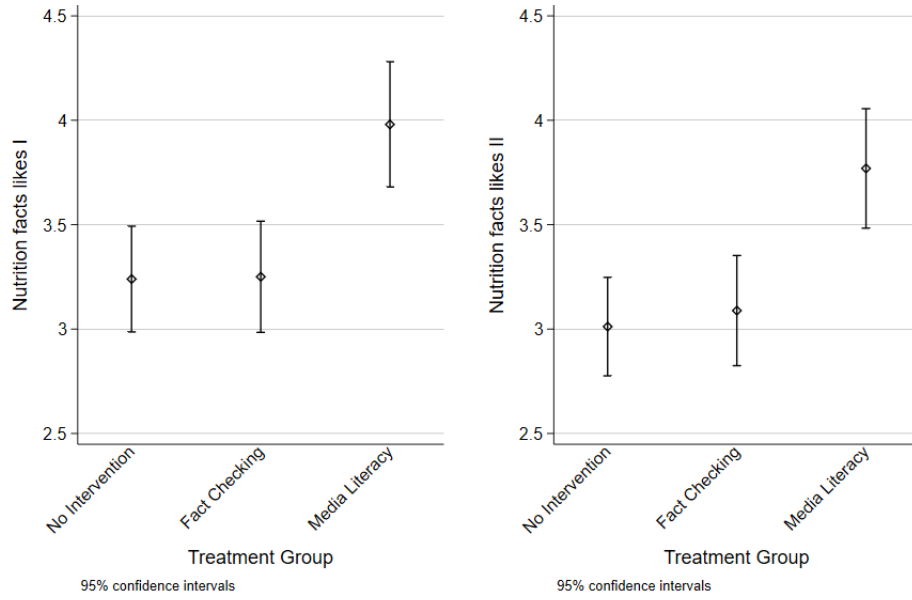 Nutrition facts likes I
4.5
4
3.5
3
2.5
No Intervention
Fact Checking
Media Literacy
Treatment Group
95% confidence intervals
Nutrition facts likes II
4.5
4
3.5
3
2.5
No Intervention
Fact Checking
Media Literacy
Treatment Group
95% confidence intervals